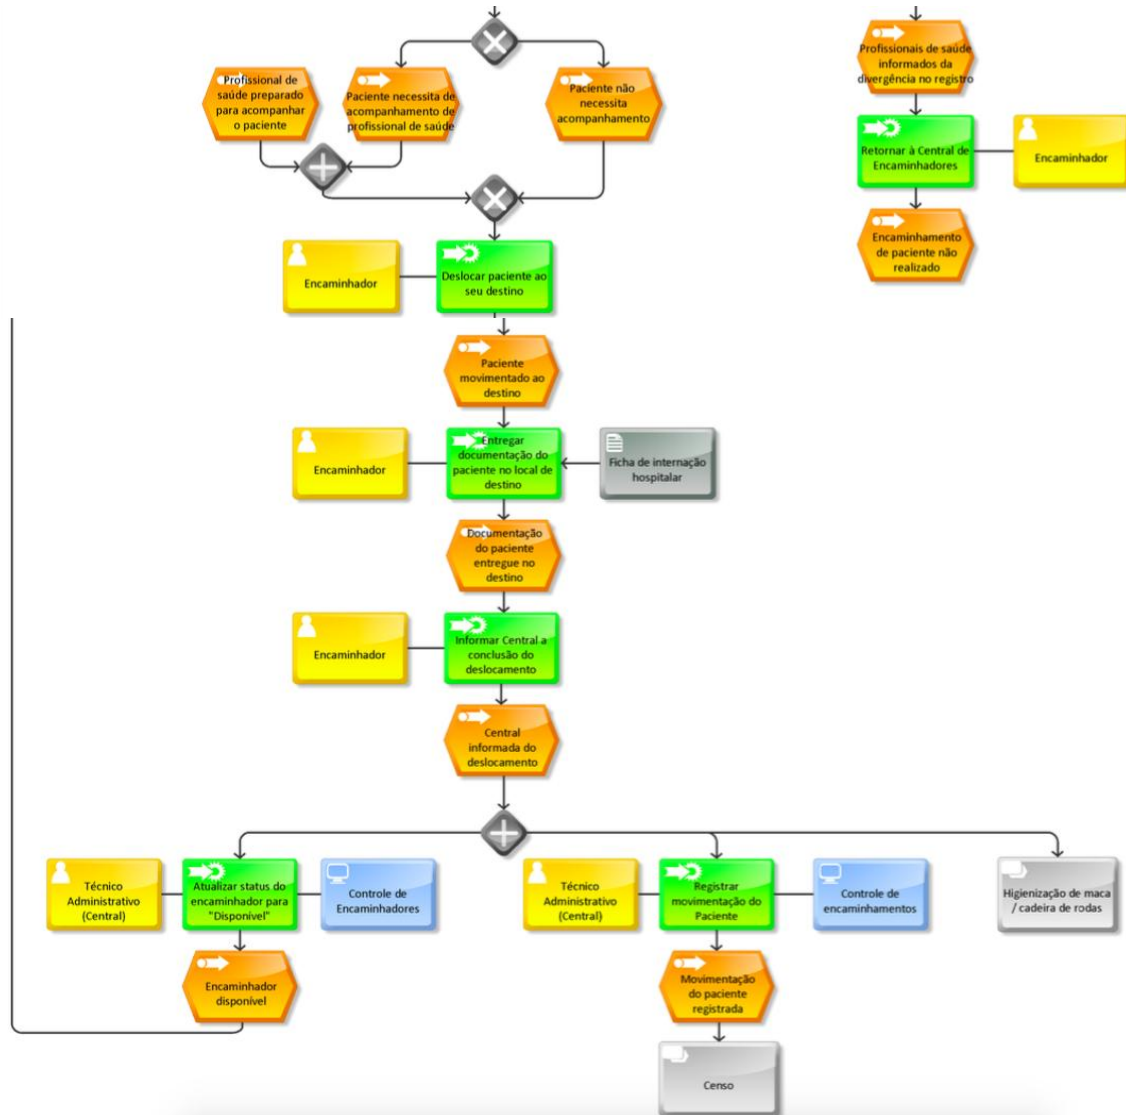 Profissionais de saúde
informados da
divergência no registro
Profissional de
saúde preparado
para acompanhar
o paciente
Paciente necessita de
acompanhamento de
profissional de saúde
Paciente não
necessita
acompanhamento
Retornar à Central de
Encaminhadores
Encaminhador
Encaminhamento
de paciente não
realizado
Encaminhador
Deslocar paciente ao
seu destino
Paciente
movimentado ao
destino
Encaminhador
Entregar
documentação do
paciente no local de
destino
Ficha de internação
hospitalar
Documentação
do paciente
entregue no
destino
Encaminhador
Informar Central a
conclusão do
deslocamento
Central
informada do
deslocamento
Técnico
Administrativo
(Central)
Atualizar status do
encaminhador para
"Disponível"
Controle de
Encaminhadores
Técnico
Administrativo
(Central)
Registrar
movimentação do
Paciente
Controle de
encaminhamentos
Higienização de maca
/ cadeira de rodas
Encaminhador
disponível
Movimentação
do paciente
registrada
Censo